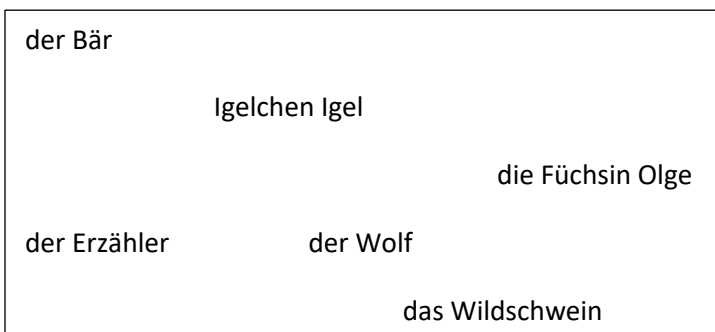 der Bär
Igelchen Igel
die Füchsin Olge
der Erzähler der Wolf
das Wildschwein